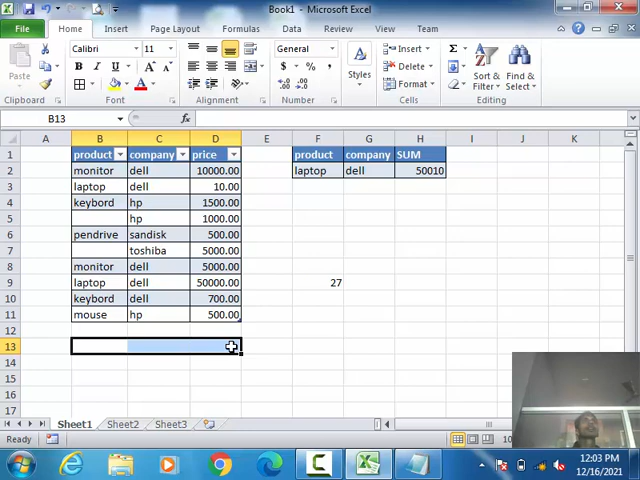 Book1 - Microsoft Excel
File Home Insert Page Layout Formulas Data Review View Team
Calibri 11 General Insert Delete Format
Paste Styles Sort & Filter Find & Select
Clipboard Font Alignment Number Cells Editing
B13 fx
A B C D E F G H I J K
1 product company price product company SUM
2 monitor dell 10000.00 laptop dell 50010
3 laptop dell 10.00
4 keybord hp 1500.00
5 hp 1000.00
6 pendrive sandisk 500.00
7 toshiba 5000.00
8 monitor dell 5000.00
9 laptop dell 50000.00 27
10 keybord dell 700.00
11 mouse hp 500.00
12
13
14
15
16
17
Sheet1 Sheet2 Sheet3
Ready 10
12:03 PM
12/16/2021